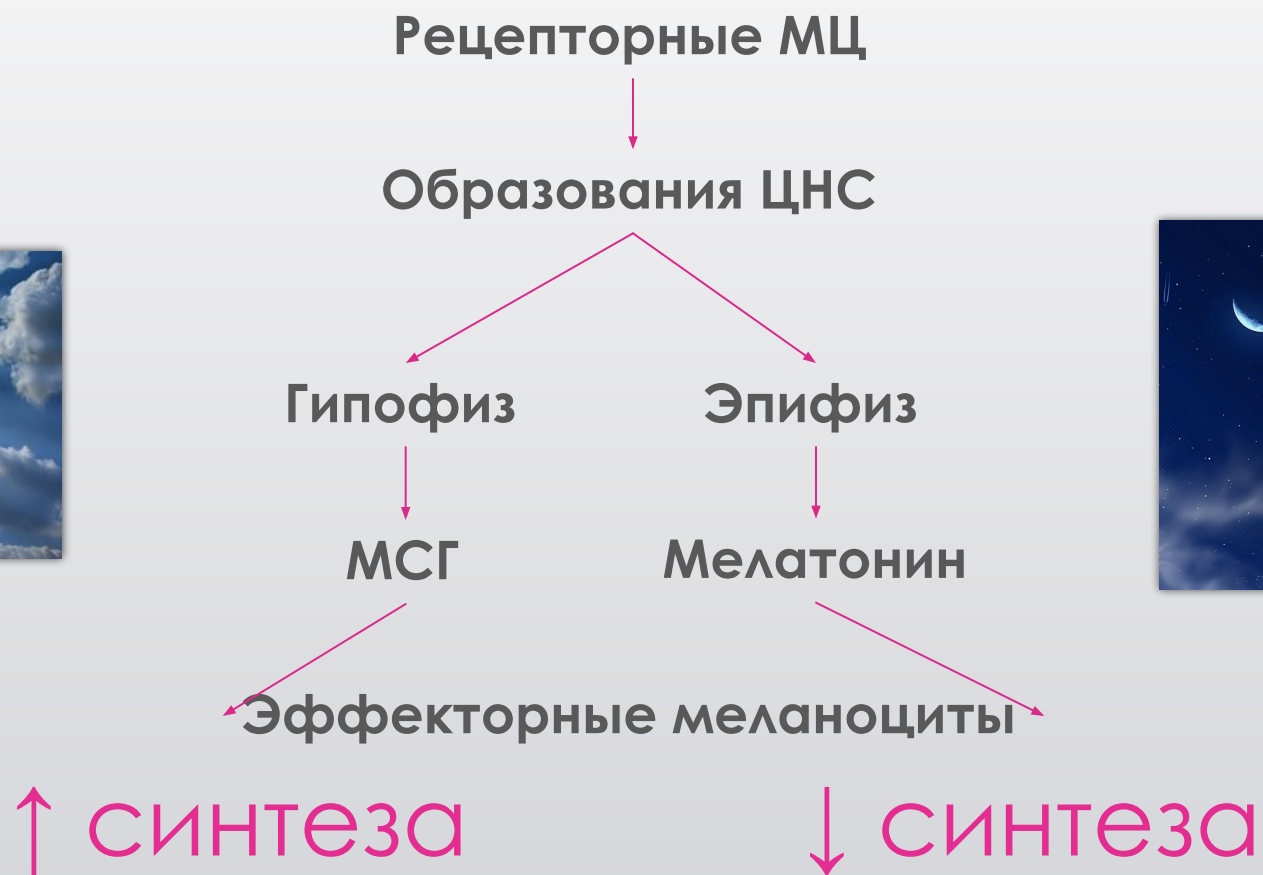 Рецепторные МЦ
Образования ЦНС
Гипофиз Эпифиз
МСГ Мелатонин
Эффекторные меланоциты
↑ синтеза ↓ синтеза